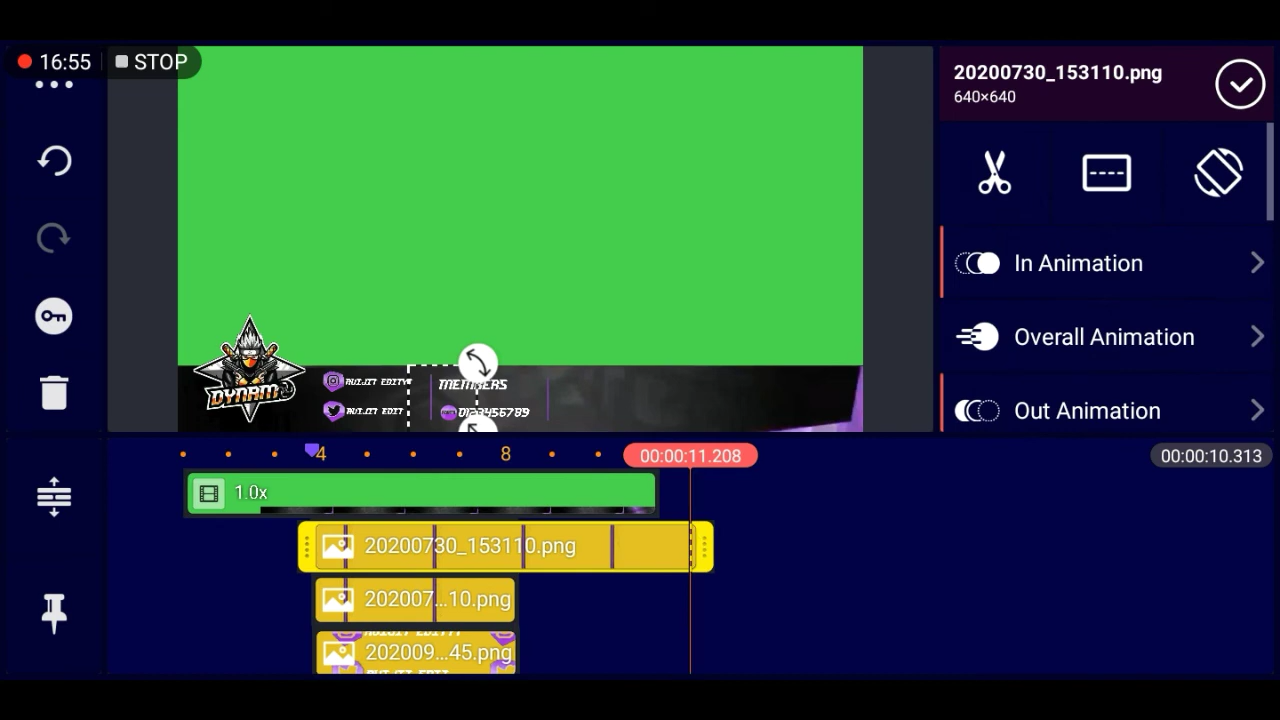 16:55 STOP
20200730_153110.png
640×640
In Animation
Overall Animation
Out Animation
DYNAMO
MEMBERS
0123456789
4
8
00:00:11.208
00:00:10.313
1.0x
20200730_153110.png
202007...10.png
202009...45.png